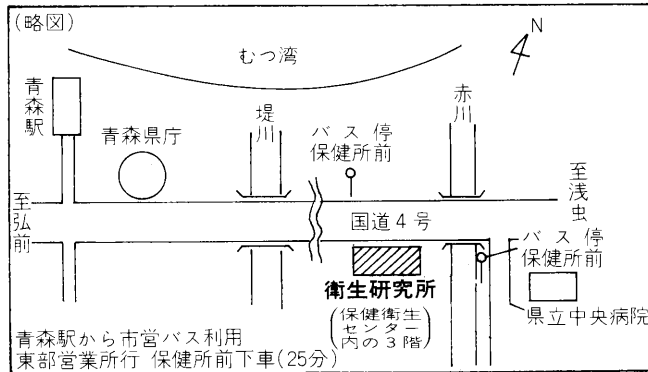 (略図)
N
むつ湾
青森駅
青森県庁
堤川
バス停
保健所前
赤川
至浅虫
至弘前
国道4号
バス停
保健所前
衛生研究所
(保健衛生
センター
内の3階)
県立中央病院
青森駅から市営バス利用
東部営業所行 保健所前下車(25分)